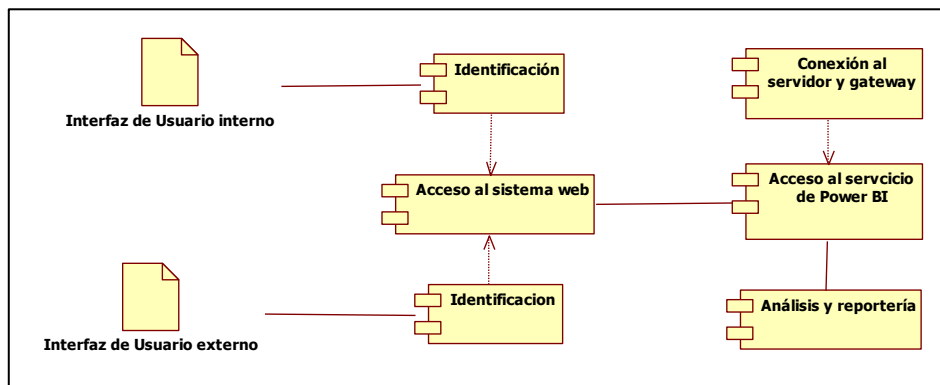 Identificación
Conexión al
servidor y gateway
Interfaz de Usuario interno
Acceso al sistema web
Acceso al servcicio
de Power BI
Identificacion
Análisis y reportería
Interfaz de Usuario externo